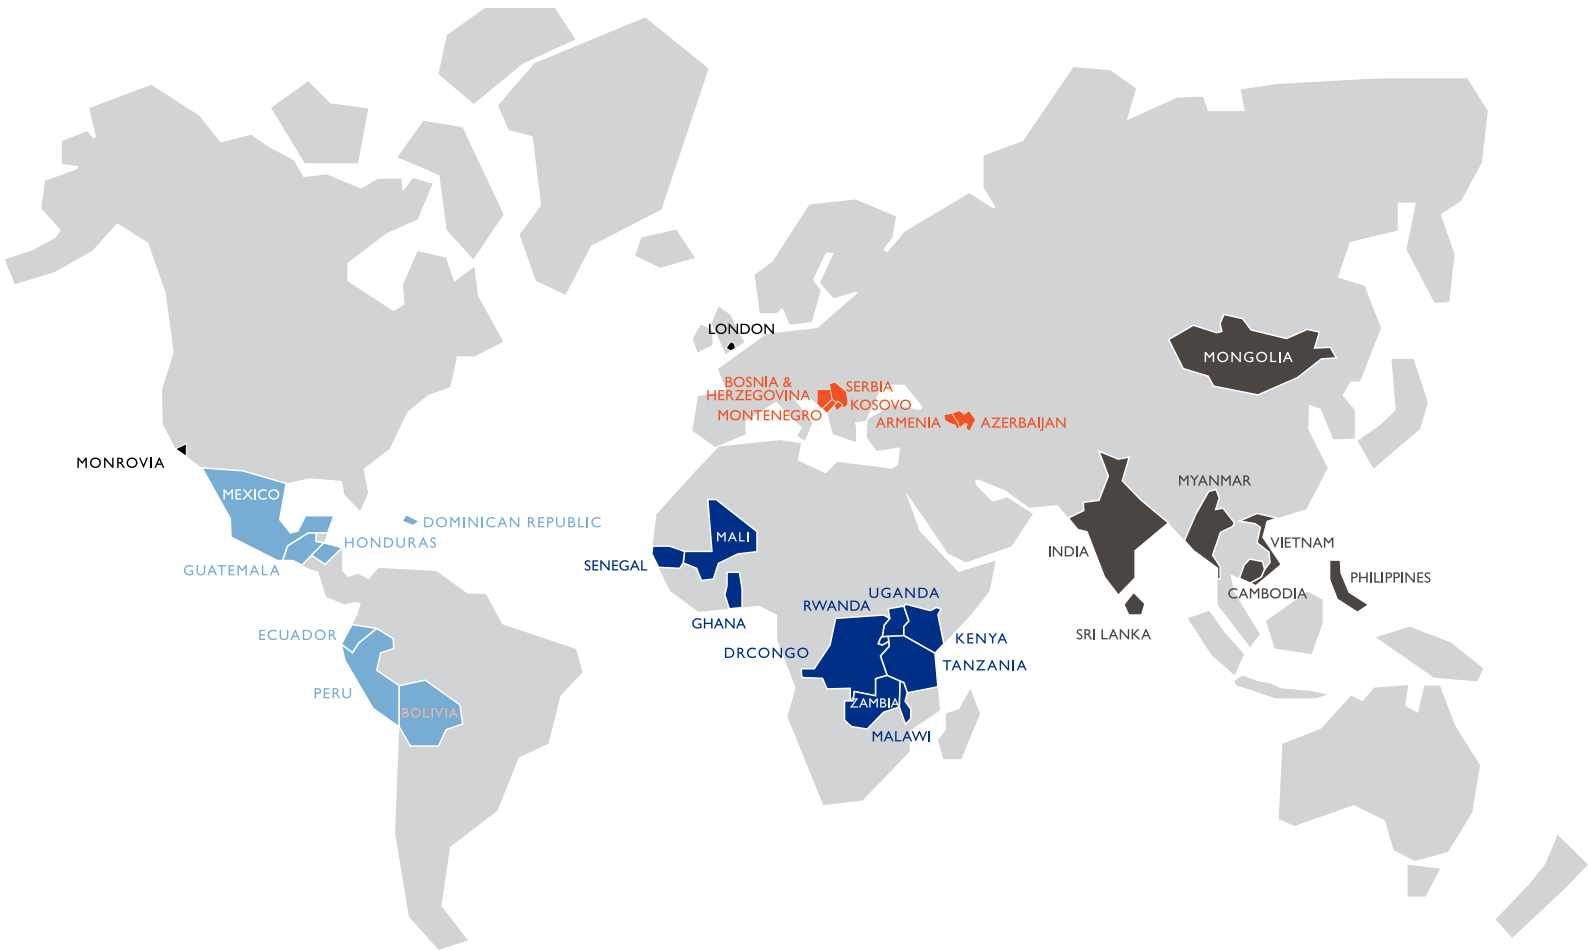 LONDON
MONGOLIA
BOSNIA &
HERZEGOVINA
SERBIA
KOSOVO
MONTENEGRO
ARMENIA
AZERBAIJAN
MONROVIA
MEXICO
DOMINICAN REPUBLIC
HONDURAS
GUATEMALA
MALI
SENEGAL
GHANA
MYANMAR
INDIA
VIETNAM
PHILIPPINES
CAMBODIA
SRI LANKA
UGANDA
RWANDA
KENYA
DRCONGO
TANZANIA
ZAMBIA
MALAWI
ECUADOR
PERU
BOLIVIA